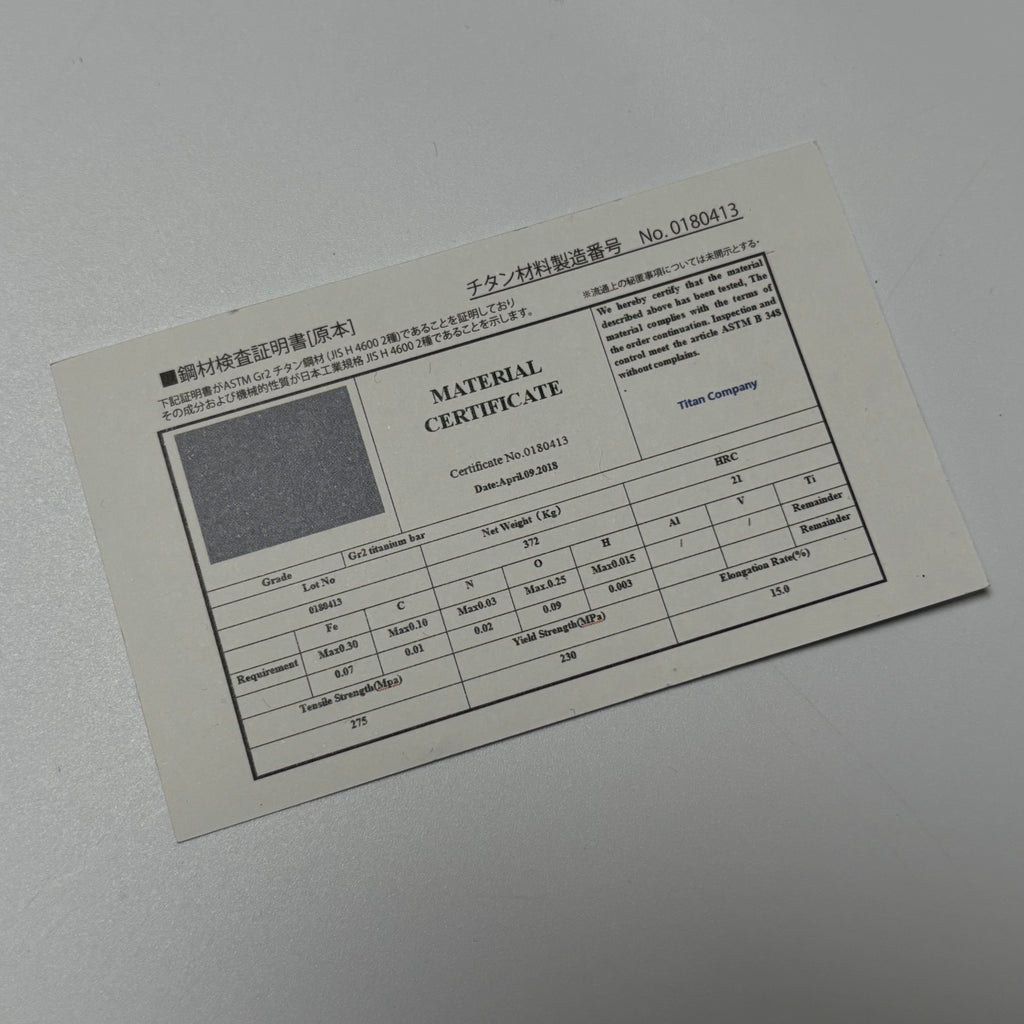 チタン材料製造番号 No. 0180413
■鋼材検査証明書[原本]
※流通上の秘匿事項については未開示とする。
下記証明書がASTM Gr2 チタン鋼材 (JIS H 4600 2種)であることを証明しており
その成分および機械的性質が日本工業規格 JIS H 4600 2種であることを示します。
MATERIAL
CERTIFICATE
Certificate No.0180413
Date:April.09.2018
We hereby certify that the material
described above has been tested, The
material complies with the terms of
the order continuation. Inspection and
control meet the article ASTM B 348
without complains.
.
Titan Company
Grade Gr2 titanium bar
Lot No Net Weight（Kg） HRC
0180413 372 21
Fe C N O H Al V Ti
Requirement Max0.30 Max0.10 Max0.03 Max.0.25 Max0.015 / / Remainder
0.07 0.01 0.02 0.09 0.003 Remainder
Tensile Strength(Mpa) Yield Strength(MPa) Elongation Rate(%)
275 230 15.0